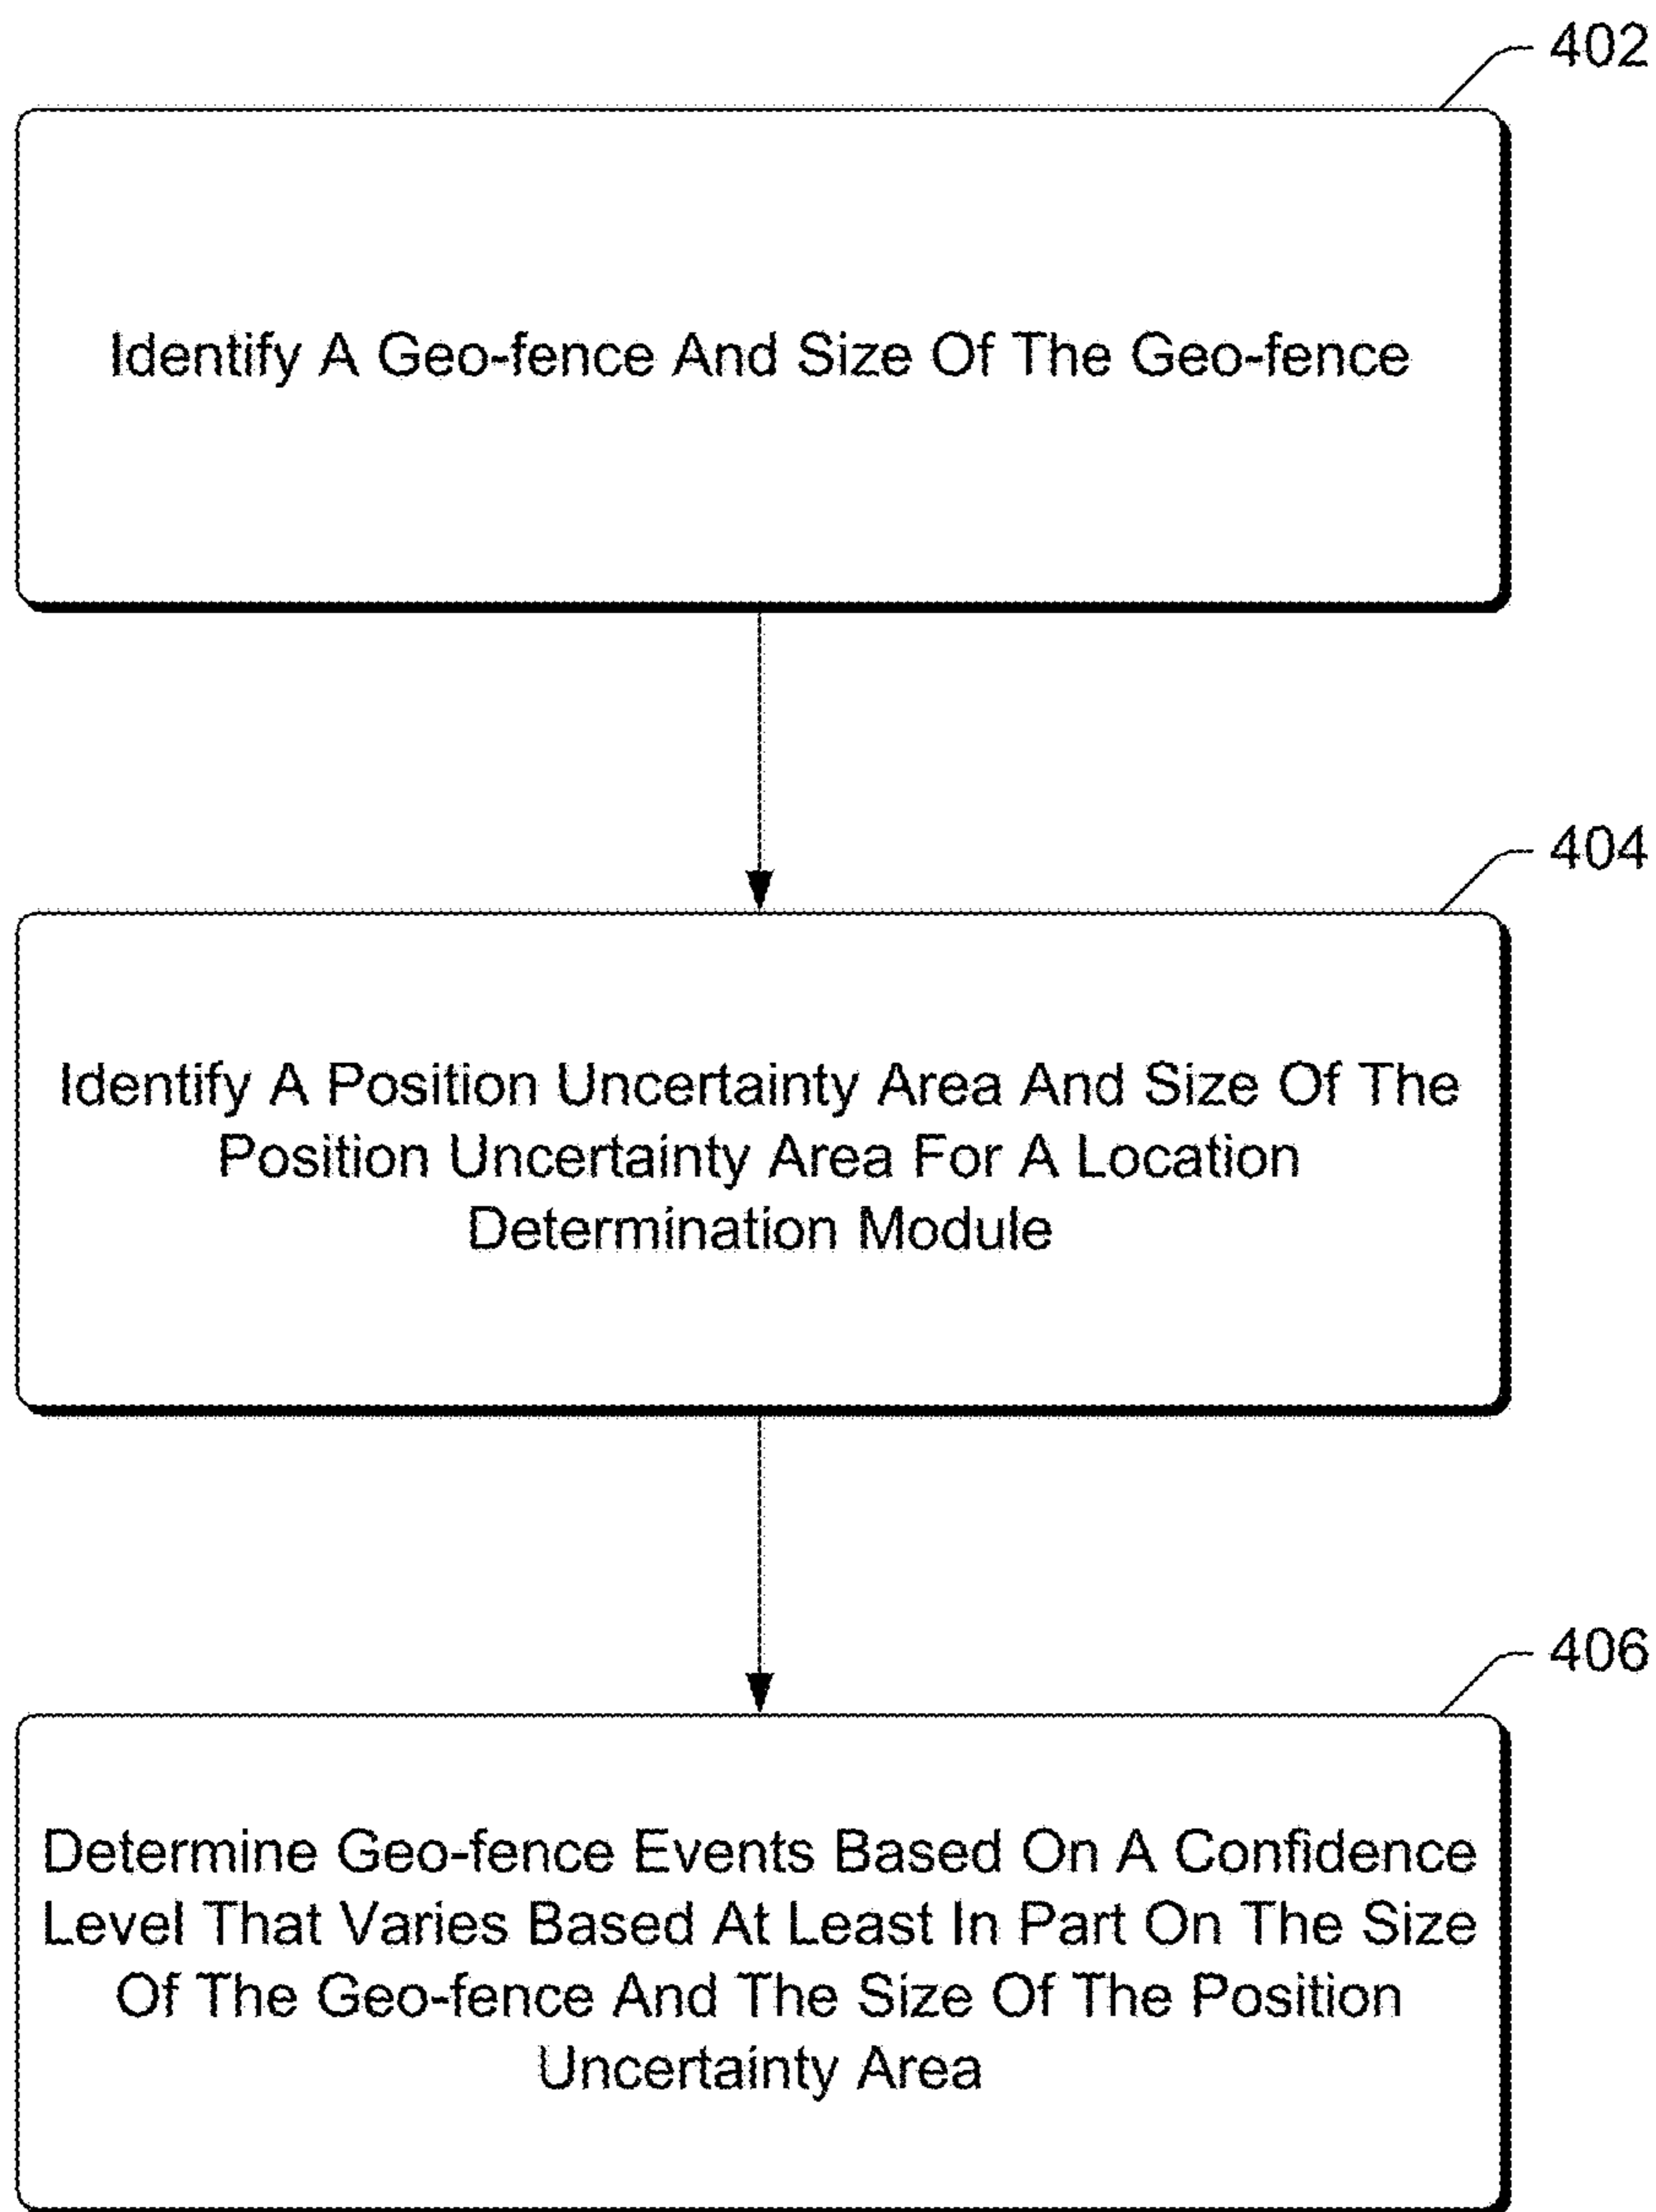 402
Identify A Geo-fence And Size Of The Geo-fence
404
Identify A Position Uncertainty Area And Size Of The
Position Uncertainty Area For A Location
Determination Module
406
Determine Geo-fence Events Based On A Confidence
Level That Varies Based At Least In Part On The Size
Of The Geo-fence And The Size Of The Position
Uncertainty Area